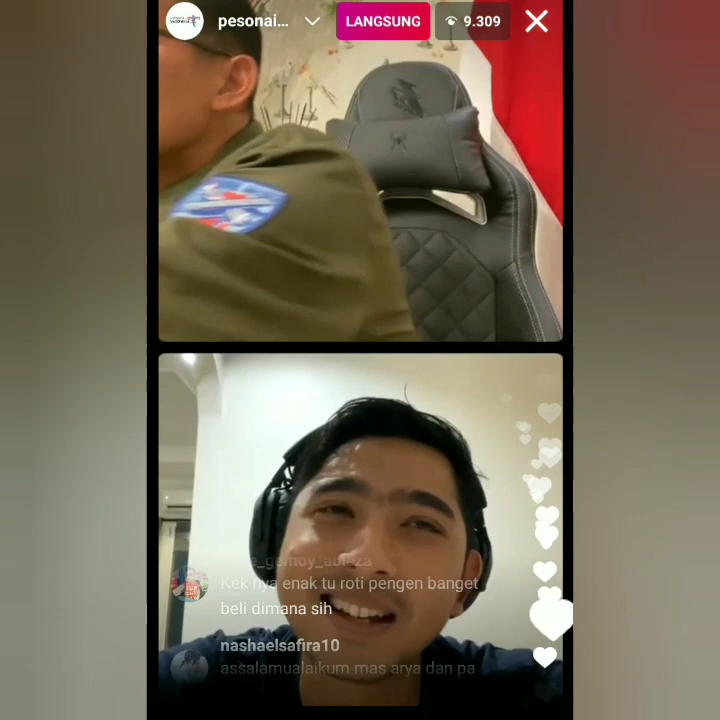 pesonai...
LANGSUNG
9.309
e_gemoy_abieza
Kek nya enak tu roti pengen banget
beli dimana sih
nashaelsafira10
assalamualaikum mas arya dan pa